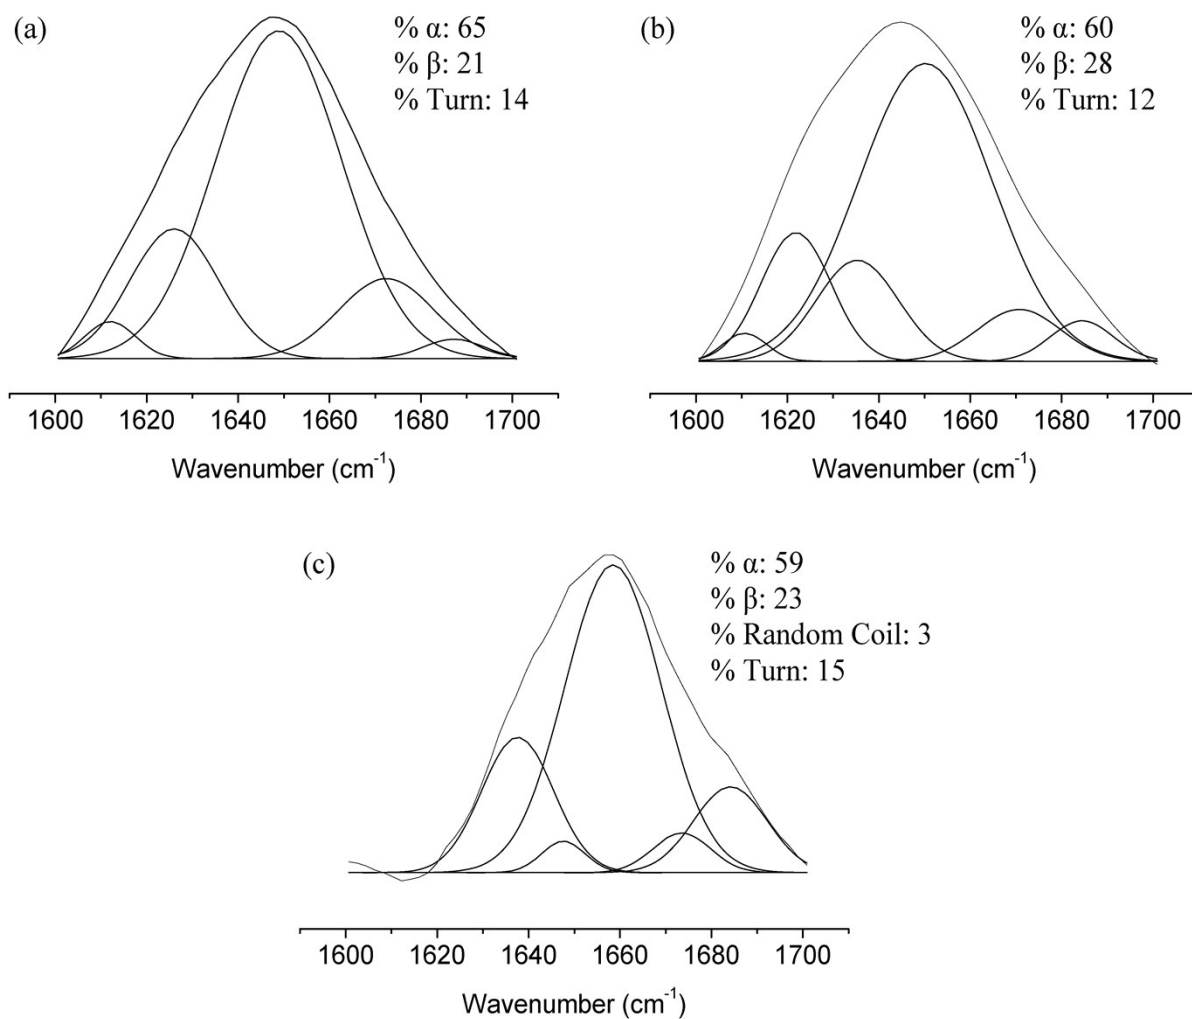 (a)
% α: 65
% β: 21
% Turn: 14
1600 1620 1640 1660 1680 1700
Wavenumber (cm⁻¹)
(b)
% α: 60
% β: 28
% Turn: 12
1600 1620 1640 1660 1680 1700
Wavenumber (cm⁻¹)
(c)
% α: 59
% β: 23
% Random Coil: 3
% Turn: 15
1600 1620 1640 1660 1680 1700
Wavenumber (cm⁻¹)